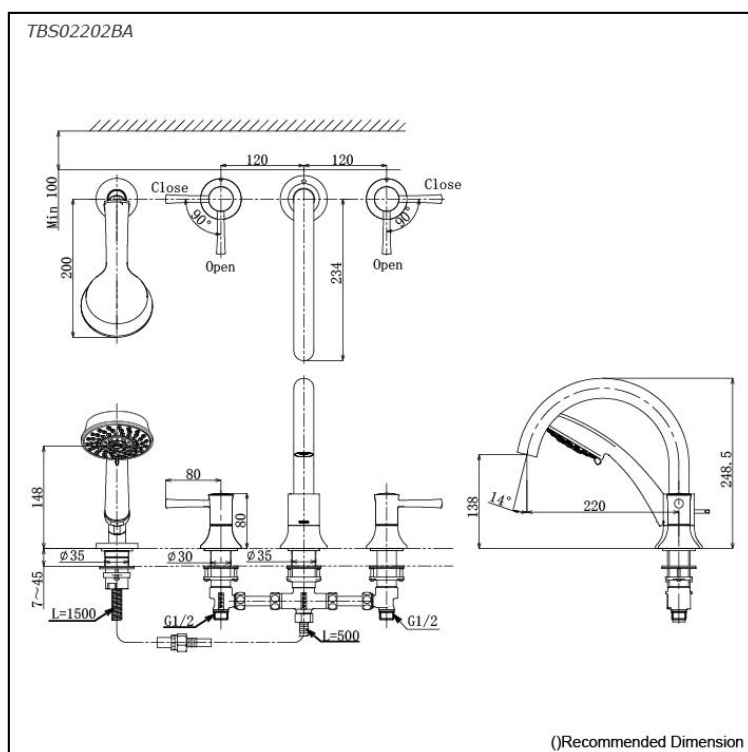 TBS02202BA
120 120
Min 100
Close
Close
90°
90°
Open
Open
200
234
80
148
80
138
14°
220
248.5
Ø35
Ø30
Ø35
7~45
L=1500
G1/2
L=500
G1/2
()Recommended Dimension